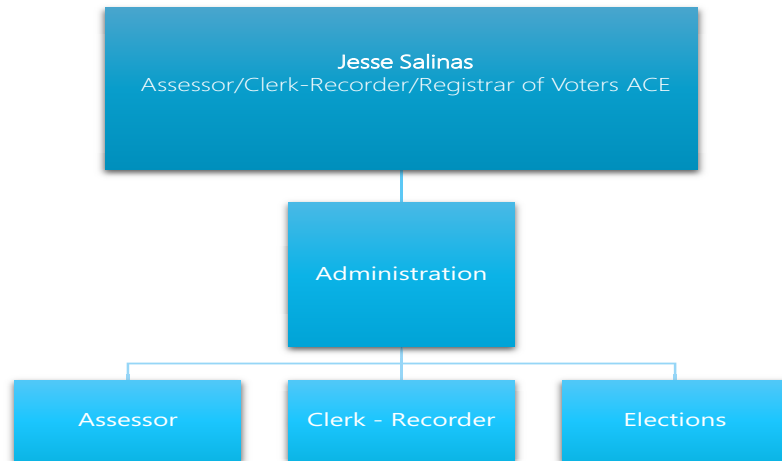 Jesse Salinas
Assessor/Clerk-Recorder/Registrar of Voters ACE
Administration
Assessor
Clerk - Recorder
Elections